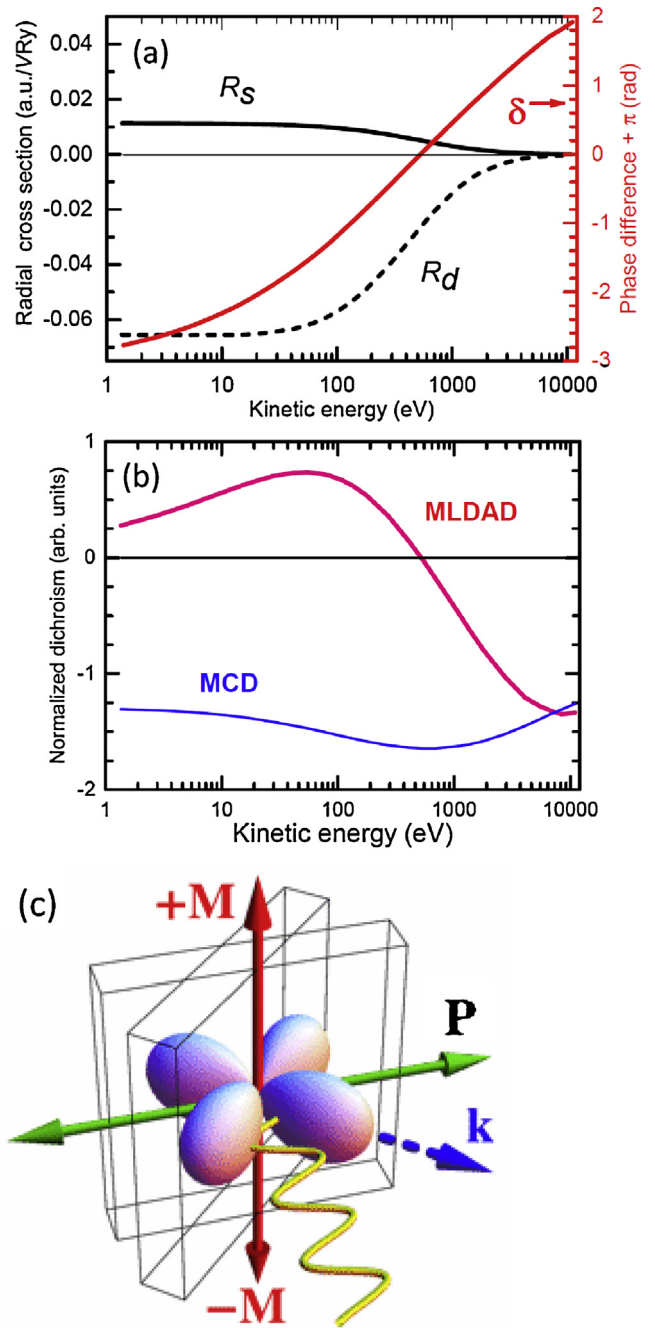 (a)
Radial cross section (a.u./√Ry)
0.04
0.02
0.00
-0.02
-0.04
-0.06
Rs
Rd
δ
2
1
0
-1
-2
-3
Phase difference + π (rad)
1
10
100
1000
10000
Kinetic energy (eV)
(b)
Normalized dichroism (arb. units)
1
0
-1
-2
MLDAD
MCD
1
10
100
1000
10000
Kinetic energy (eV)
(c)
+M
P
k
-M